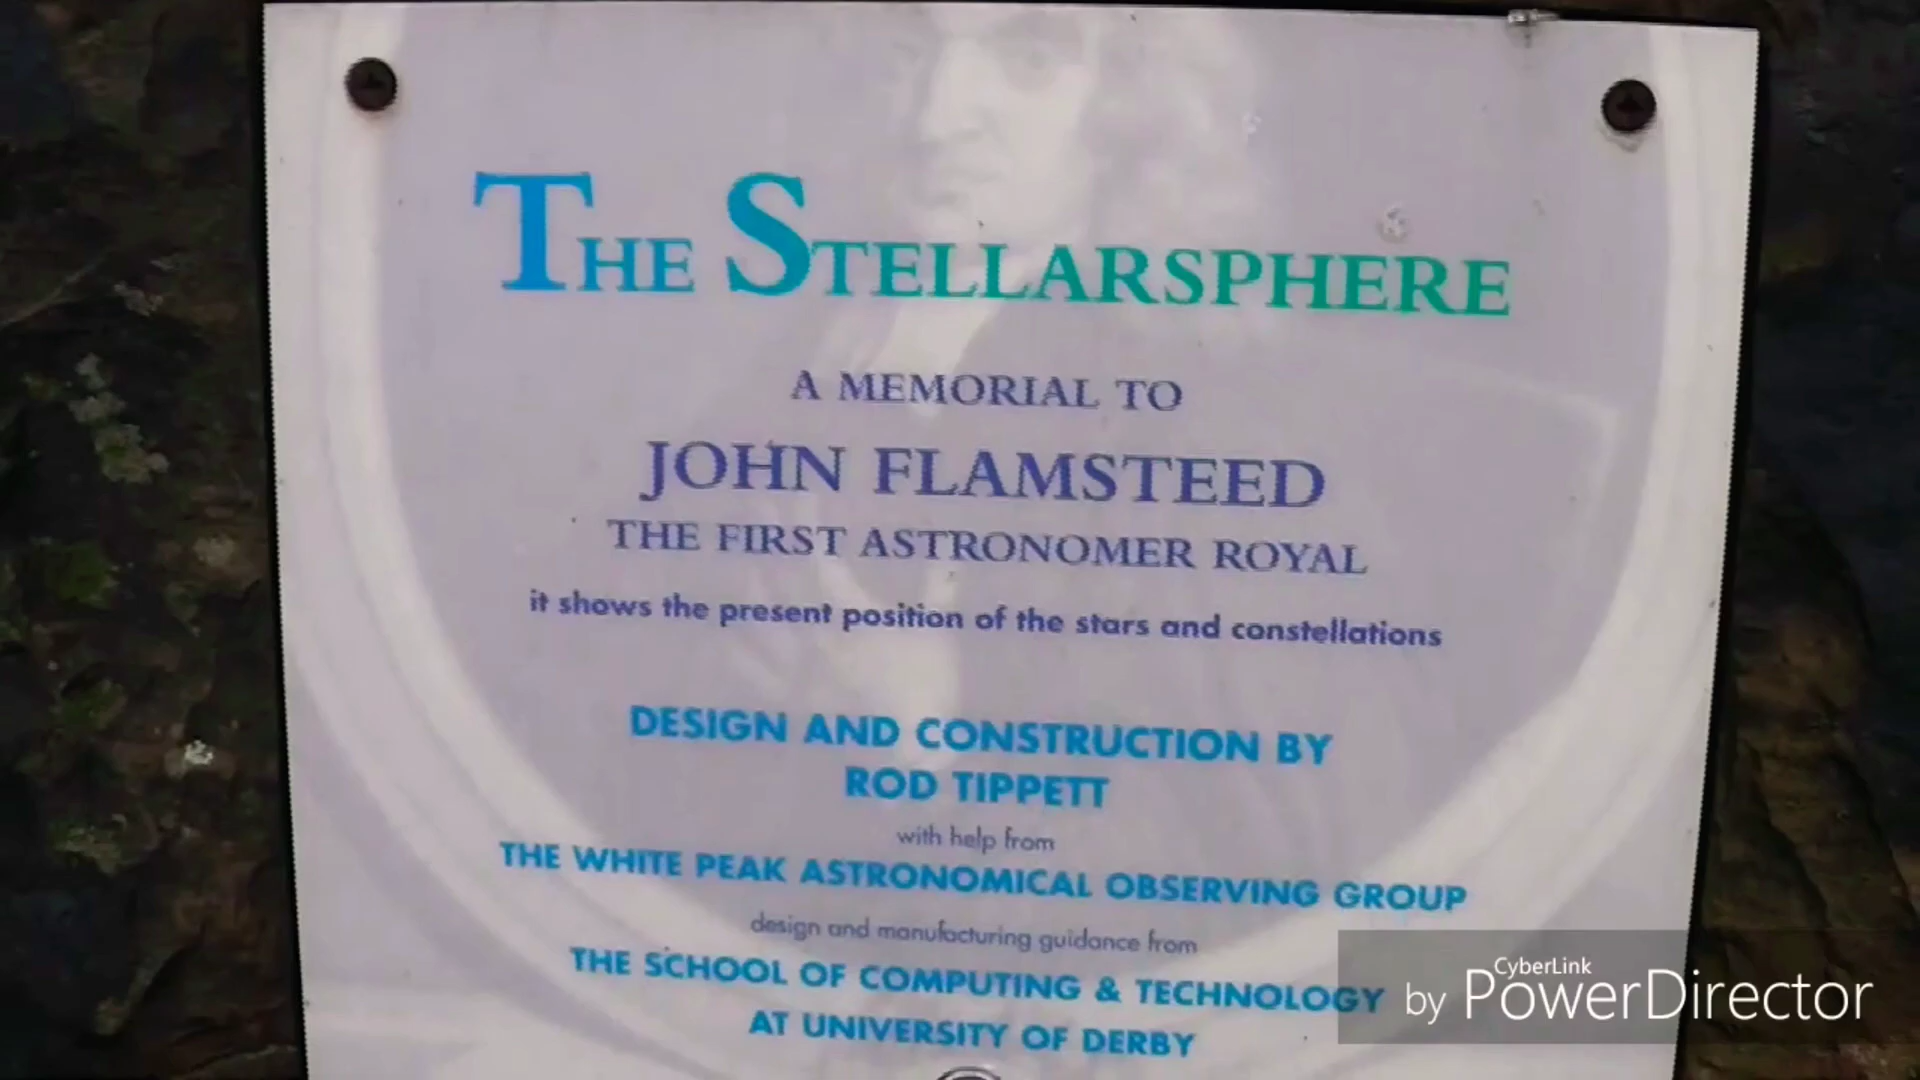 THE STELLARSPHERE
A MEMORIAL TO
JOHN FLAMSTEED
THE FIRST ASTRONOMER ROYAL
it shows the present position of the stars and constellations
DESIGN AND CONSTRUCTION BY
ROD TIPPETT
with help from
THE WHITE PEAK ASTRONOMICAL OBSERVING GROUP
design and manufacturing guidance from
THE SCHOOL OF COMPUTING & TECHNOLOGY
AT UNIVERSITY OF DERBY
by CyberLink PowerDirector